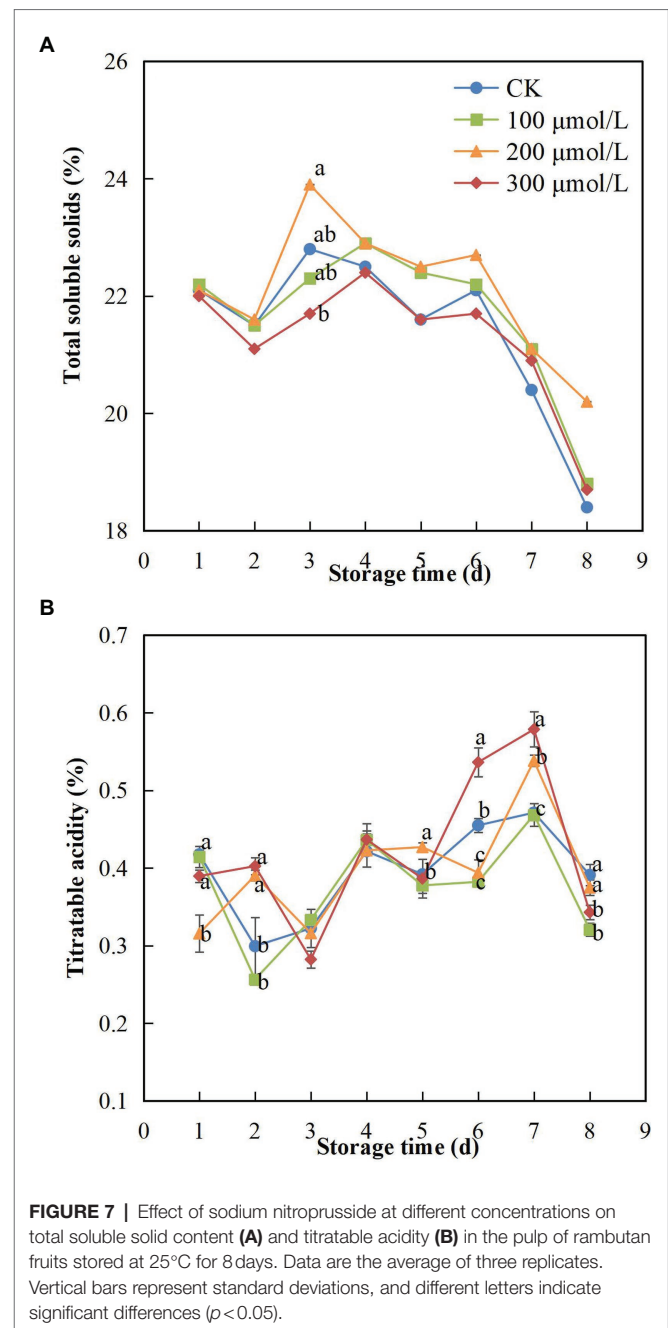 A
26
24
22
20
18
Total soluble solids (%)
CK
100 µmol/L
200 µmol/L
300 µmol/L
a
ab
ab
b
0 1 2 3 4 5 6 7 8 9
Storage time (d)
B
0.7
0.6
0.5
0.4
0.3
0.2
0.1
Titratable acidity (%)
a
a
b
a
a
b
b
a
b
a
b
c
c
a
b
c
a
a
b
b
0 1 2 3 4 5 6 7 8 9
Storage time (d)
FIGURE 7 | Effect of sodium nitroprusside at different concentrations on
total soluble solid content (A) and titratable acidity (B) in the pulp of rambutan
fruits stored at 25°C for 8 days. Data are the average of three replicates.
Vertical bars represent standard deviations, and different letters indicate
significant differences (p < 0.05).